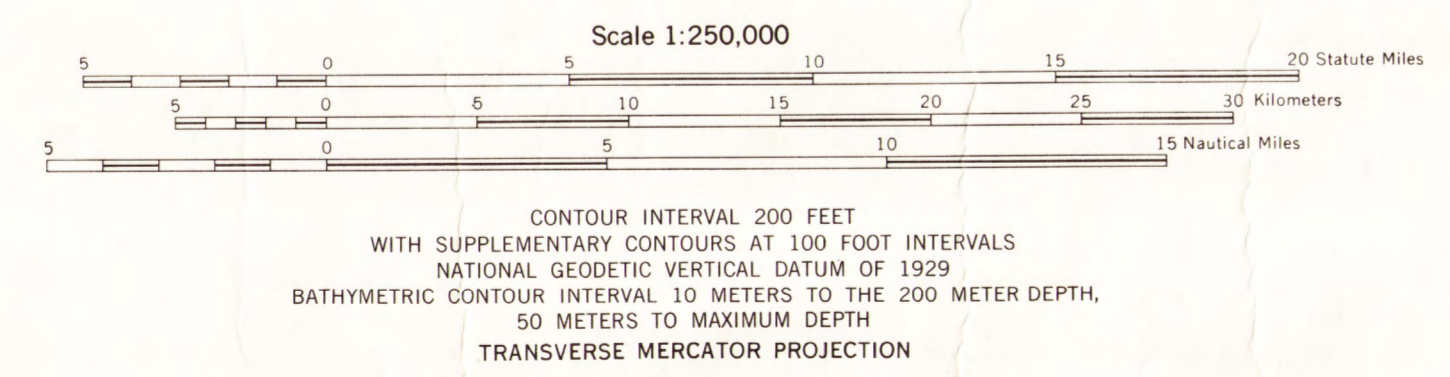 Scale 1:250,000
5 0 5 10 15 20 Statute Miles
5 0 5 10 15 20 25 30 Kilometers
5 0 5 10 15 Nautical Miles
CONTOUR INTERVAL 200 FEET
WITH SUPPLEMENTARY CONTOURS AT 100 FOOT INTERVALS
NATIONAL GEODETIC VERTICAL DATUM OF 1929
BATHYMETRIC CONTOUR INTERVAL 10 METERS TO THE 200 METER DEPTH,
50 METERS TO MAXIMUM DEPTH
TRANSVERSE MERCATOR PROJECTION